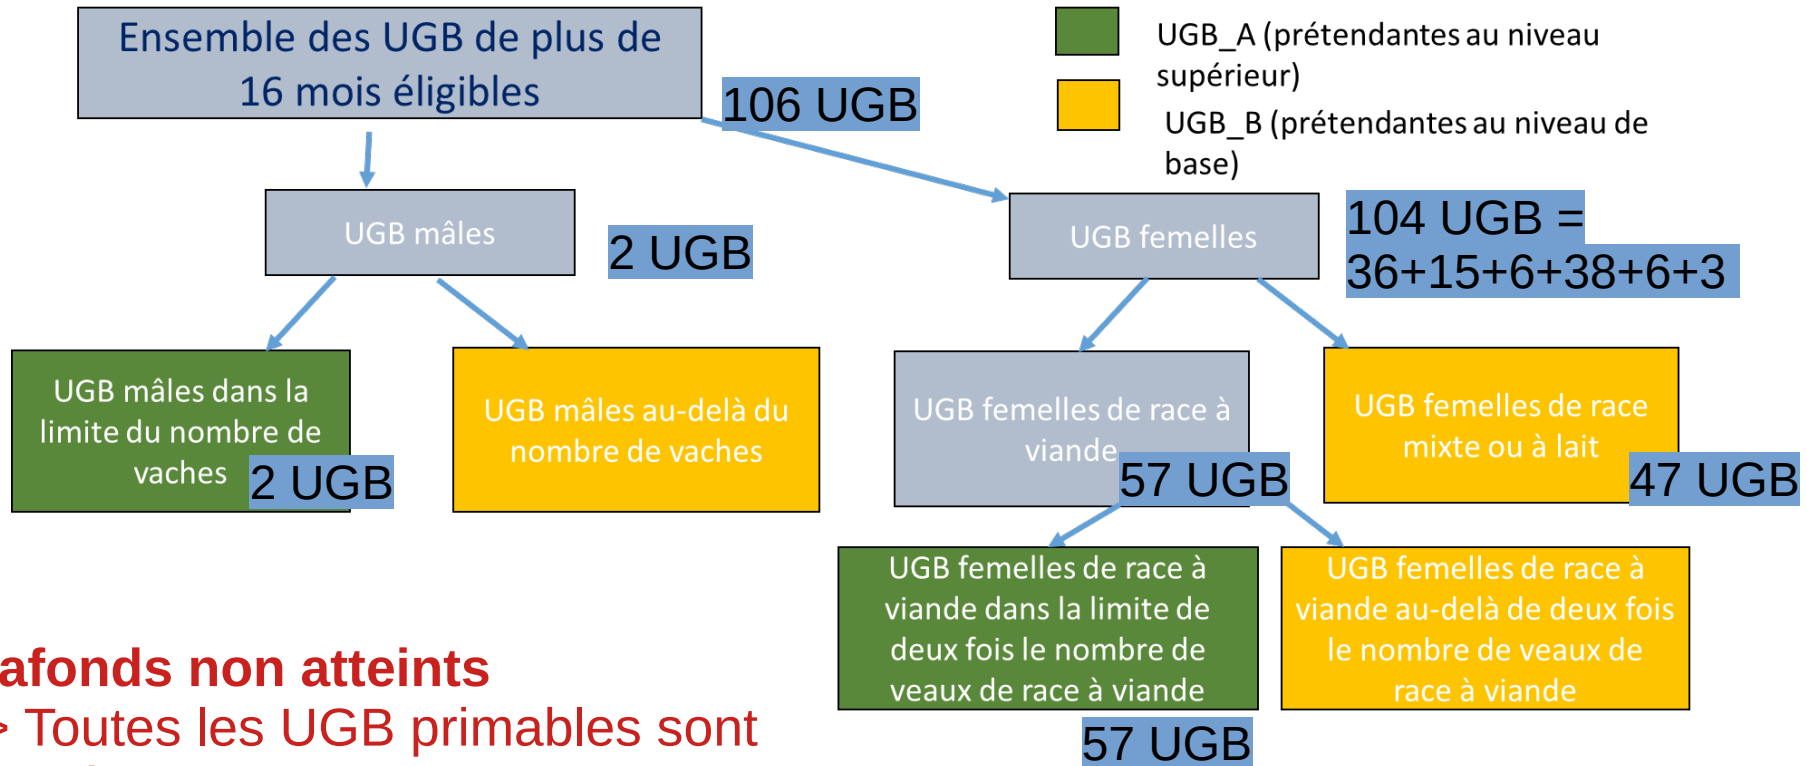 Ensemble des UGB de plus de
16 mois éligibles
106 UGB
UGB_A (prétendantes au niveau
supérieur)
UGB_B (prétendantes au niveau de
base)
UGB mâles
2 UGB
UGB femelles
104 UGB =
36+15+6+38+6+3
UGB mâles dans la
limite du nombre de
vaches
2 UGB
UGB mâles au-delà du
nombre de vaches
UGB femelles de race à
viande
57 UGB
UGB femelles de race
mixte ou à lait
47 UGB
UGB femelles de race à
viande dans la limite de
deux fois le nombre de
veaux de race à viande
57 UGB
UGB femelles de race à
viande au-delà de deux fois
le nombre de veaux de
race à viande
afonds non atteints
> Toutes les UGB primables sont